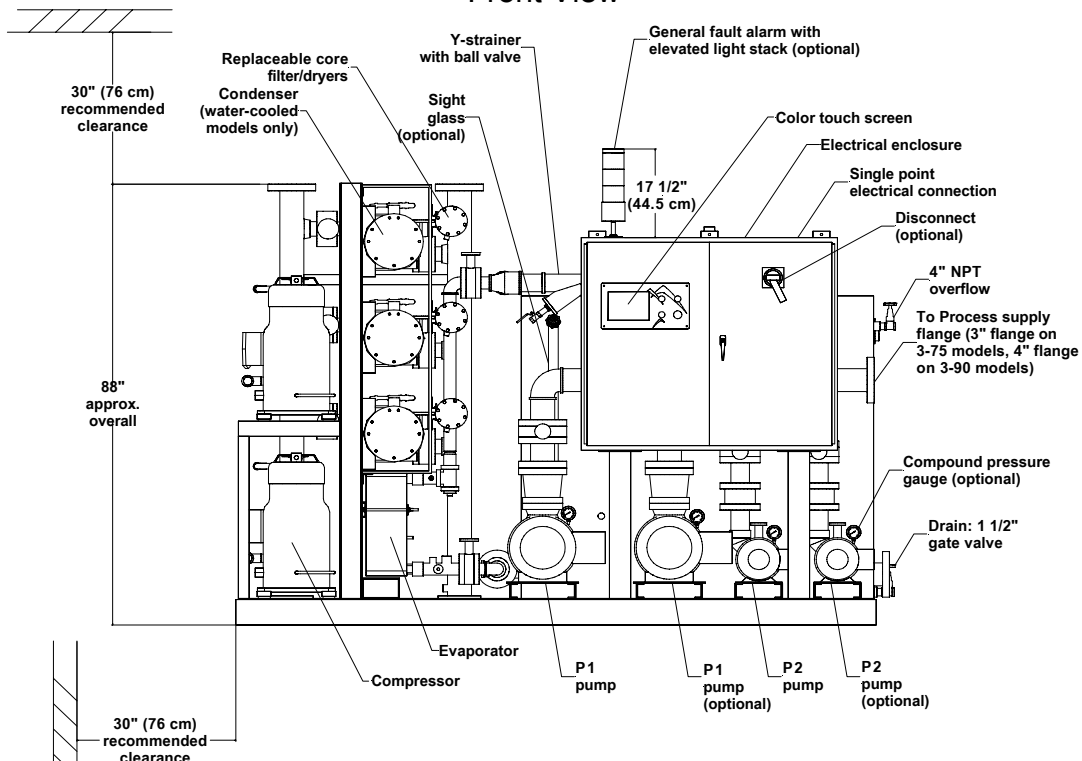 Front View
General fault alarm with
elevated light stack (optional)
Y-strainer
with ball valve
Replaceable core
filter/dryers
Condenser
(water-cooled
models only)
Sight
glass
(optional)
30" (76 cm)
recommended
clearance
Color touch screen
Electrical enclosure
17 1/2"
(44.5 cm)
Single point
electrical connection
Disconnect
(optional)
4" NPT
overflow
To Process supply
flange (3" flange on
3-75 models, 4" flange
on 3-90 models)
88"
approx.
overall
Compound pressure
gauge (optional)
Drain: 1 1/2"
gate valve
Evaporator
Compressor
P1
pump
P1
pump
(optional)
P2
pump
P2
pump
(optional)
30" (76 cm)
recommended
clearance